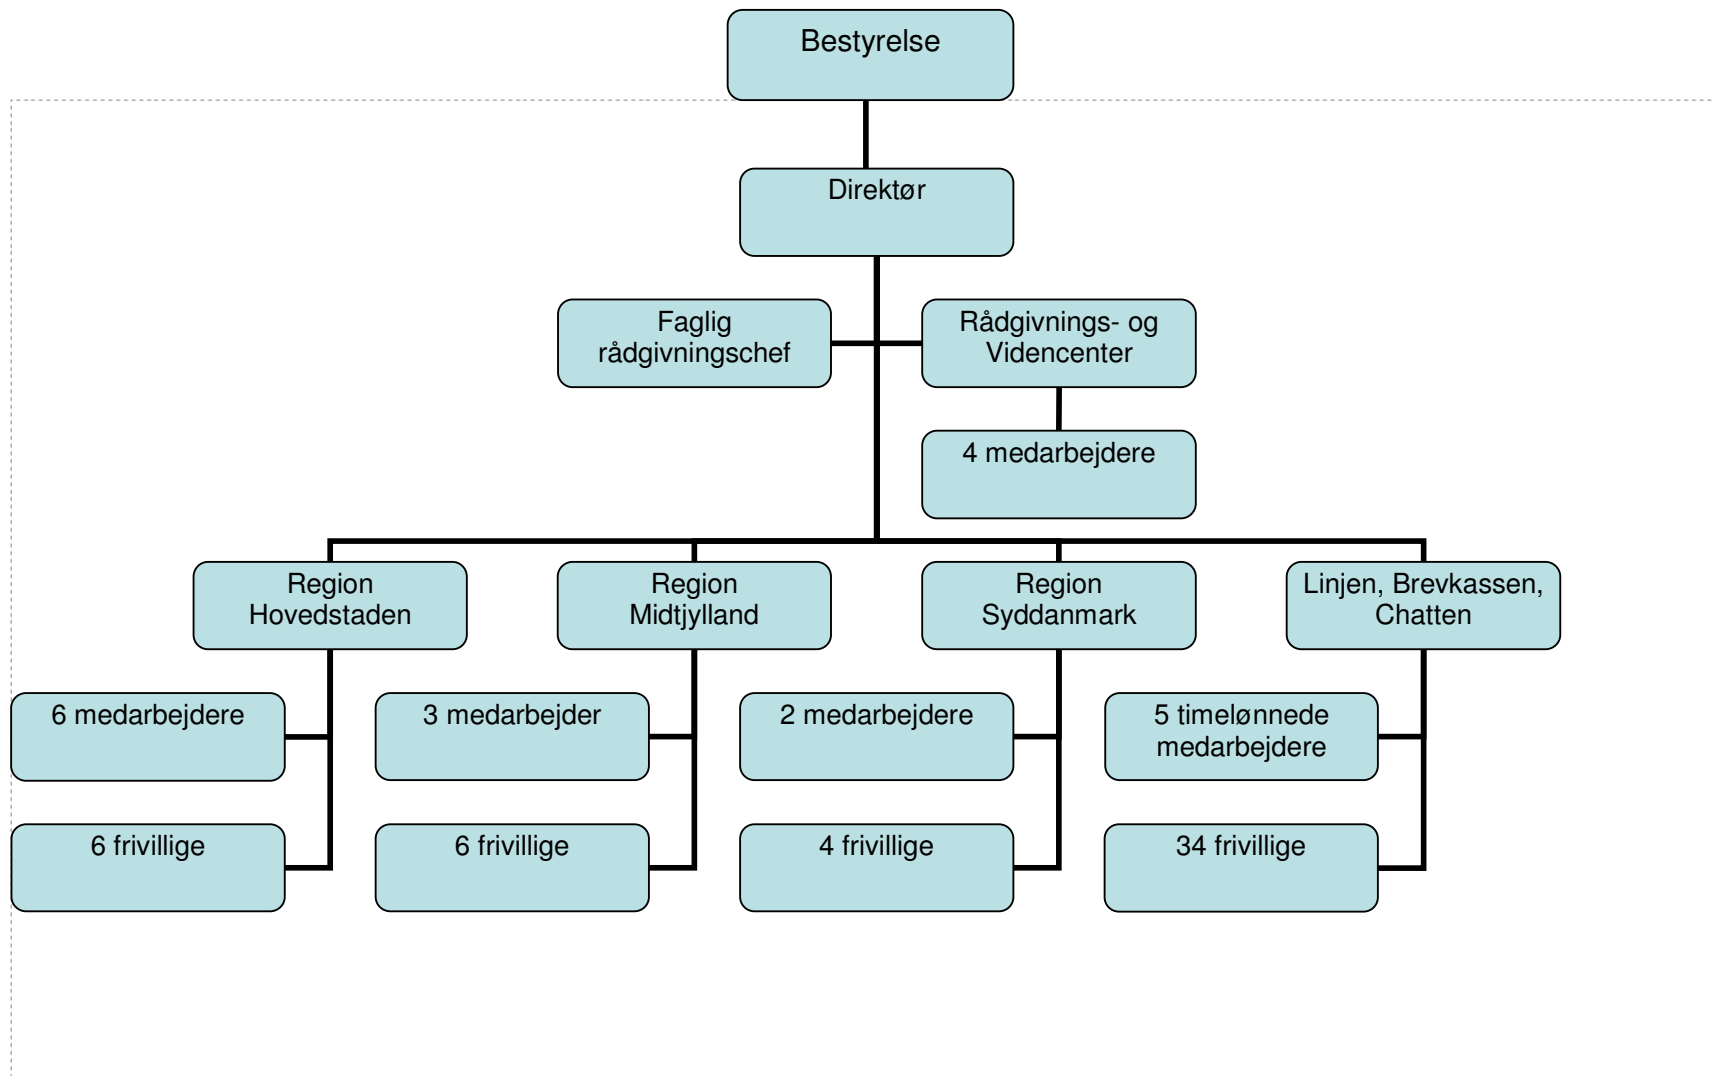 Bestyrelse
Direktør
Faglig
rådgivningschef
Rådgivnings- og
Videncenter
4 medarbejdere
Region
Hovedstaden
Region
Midtjylland
Region
Syddanmark
Linjen, Brevkassen,
Chatten
6 medarbejdere
3 medarbejder
2 medarbejdere
5 timelønnede
medarbejdere
6 frivillige
6 frivillige
4 frivillige
34 frivillige